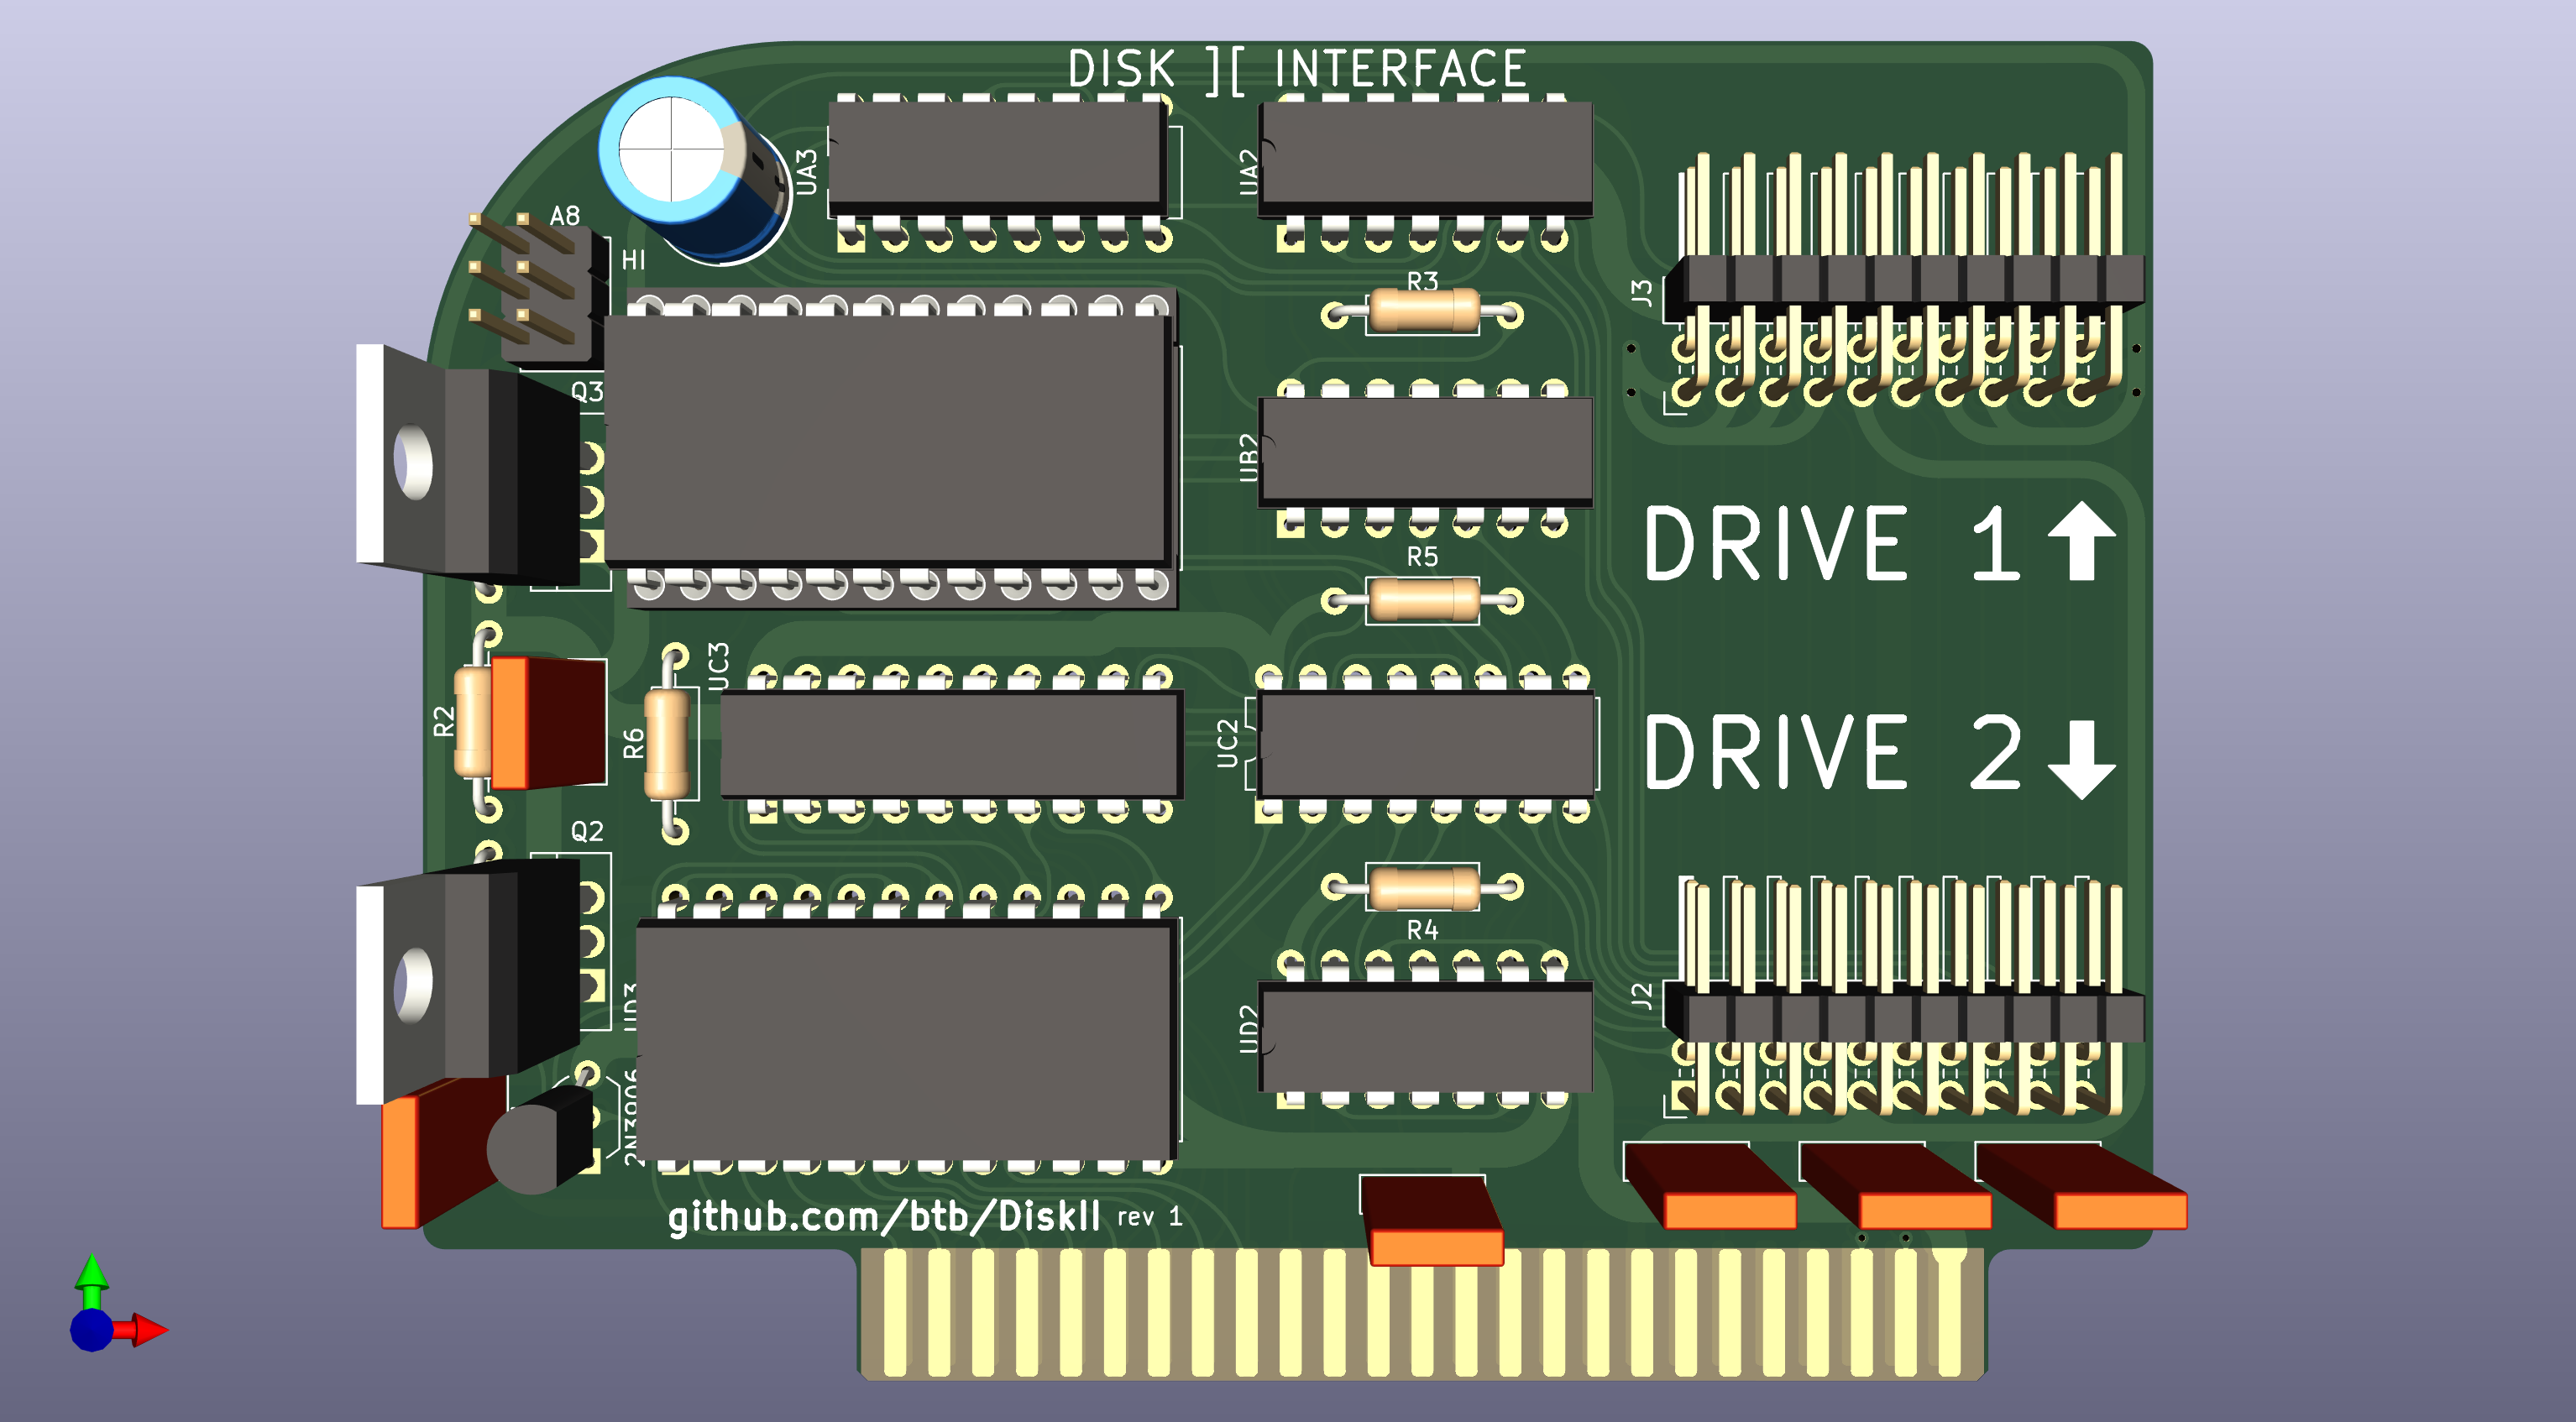 DISK ][ INTERFACE
UA3
UA2
A8
HI
R3
J3
Q3
UB2
R5
DRIVE 1
UC3
R2
R6
UC2
DRIVE 2
Q2
R4
J2
UD3
UD2
2N3906
github.com/btb/DiskII rev 1